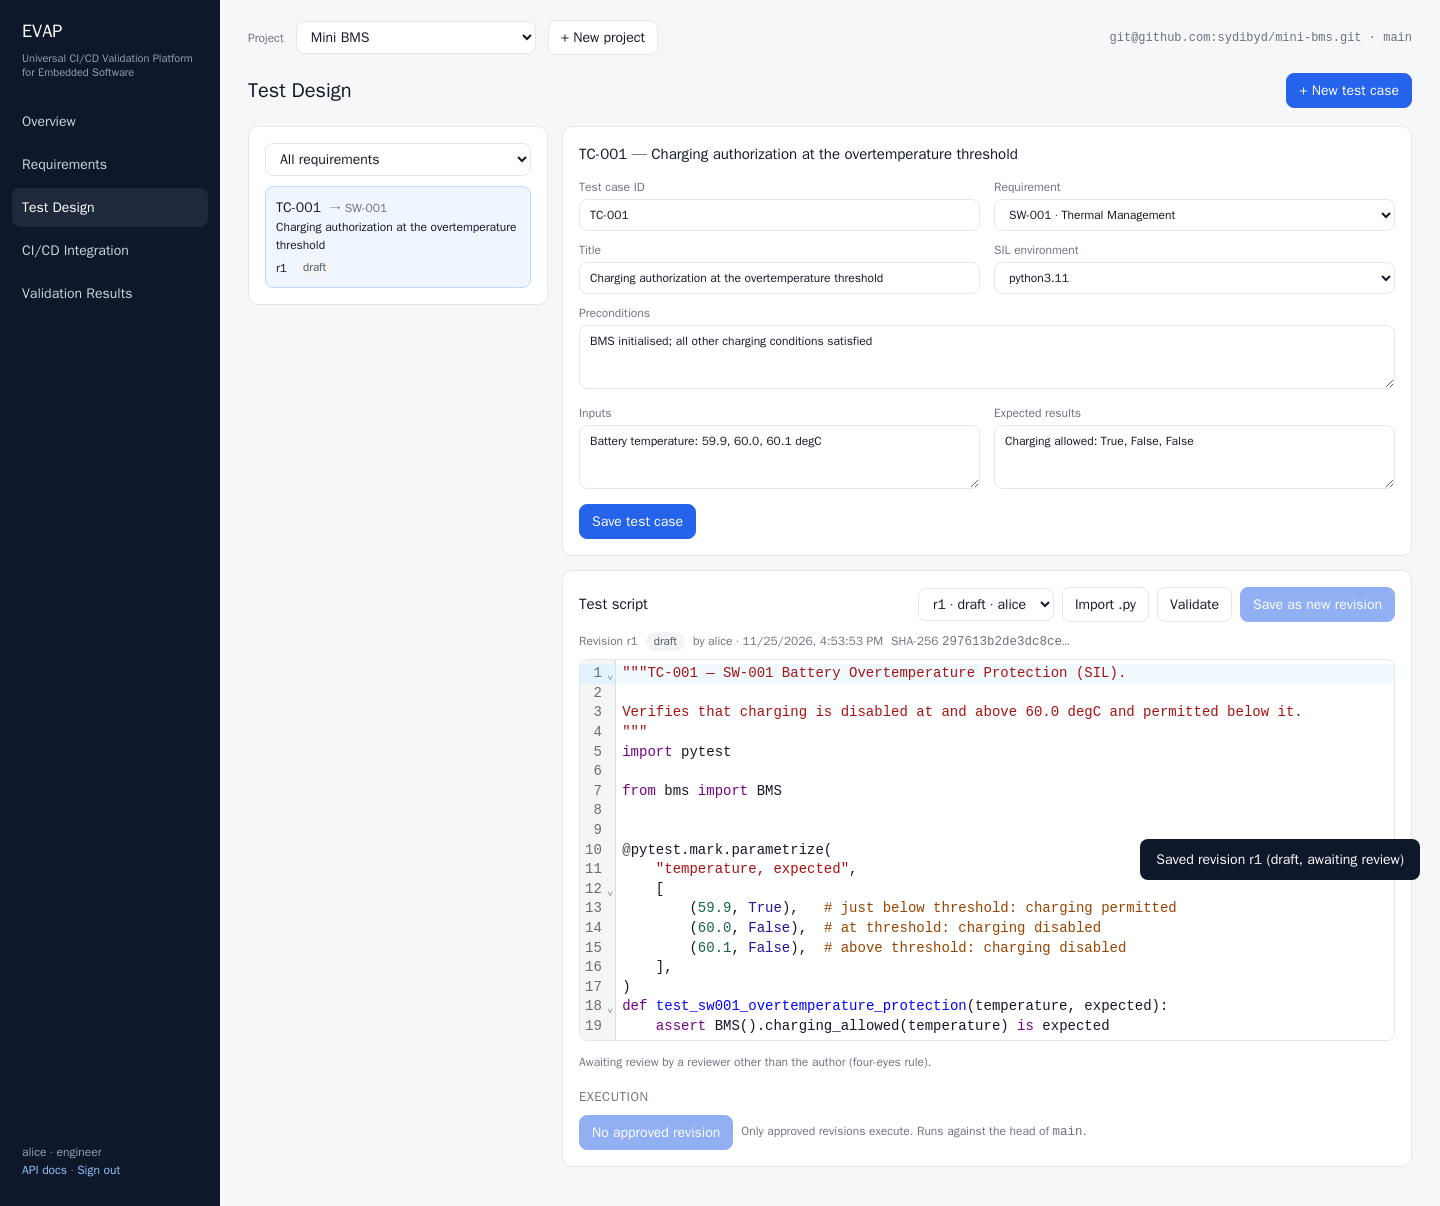 EVAP
Universal CI/CD Validation Platform
for Embedded Software
Overview
Requirements
Test Design
CI/CD Integration
Validation Results
alice · engineer
API docs · Sign out
Project Mini BMS + New project git@github.com:sydibyd/mini-bms.git · main
Test Design + New test case
All requirements
TC-001 → SW-001
Charging authorization at the overtemperature
threshold
r1 draft
TC-001 — Charging authorization at the overtemperature threshold
Test case ID Requirement
TC-001 SW-001 · Thermal Management
Title SIL environment
Charging authorization at the overtemperature threshold python3.11
Preconditions
BMS initialised; all other charging conditions satisfied
Inputs Expected results
Battery temperature: 59.9, 60.0, 60.1 degC Charging allowed: True, False, False
Save test case
Test script r1 · draft · alice Import .py Validate Save as new revision
Revision r1 draft by alice · 11/25/2026, 4:53:53 PM SHA-256 297613b2de3dc8ce…
1 """TC-001 — SW-001 Battery Overtemperature Protection (SIL).
2
3 Verifies that charging is disabled at and above 60.0 degC and permitted below it.
4 """
5 import pytest
6
7 from bms import BMS
8
9
10 @pytest.mark.parametrize(
11     "temperature, expected",
12     [
13         (59.9, True),   # just below threshold: charging permitted
14         (60.0, False),  # at threshold: charging disabled
15         (60.1, False),  # above threshold: charging disabled
16     ],
17 )
18 def test_sw001_overtemperature_protection(temperature, expected):
19     assert BMS().charging_allowed(temperature) is expected
Saved revision r1 (draft, awaiting review)
Awaiting review by a reviewer other than the author (four-eyes rule).
EXECUTION
No approved revision Only approved revisions execute. Runs against the head of main.